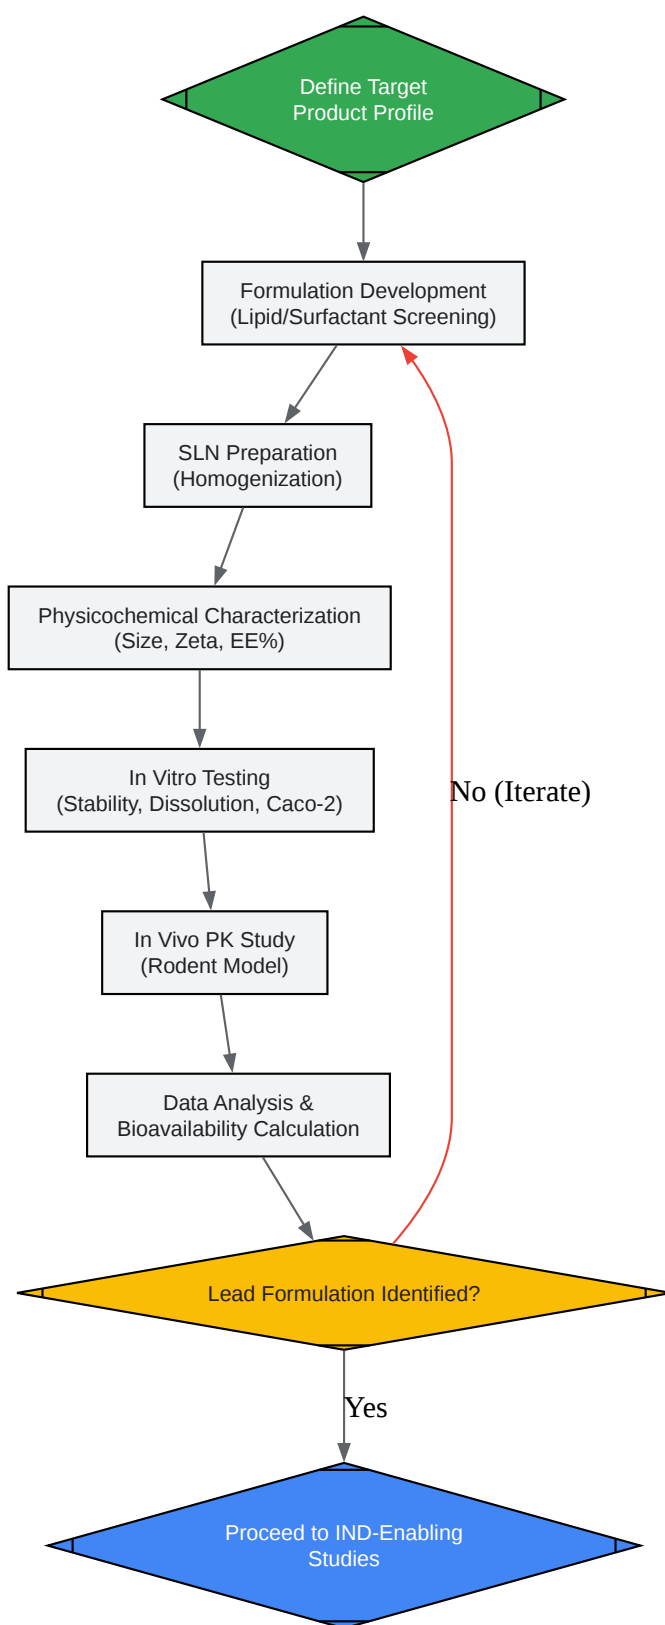 Define Target
Product Profile
Formulation Development
(Lipid/Surfactant Screening)
SLN Preparation
(Homogenization)
Physicochemical Characterization
(Size, Zeta, EE%)
In Vitro Testing
(Stability, Dissolution, Caco-2)
No (Iterate)
In Vivo PK Study
(Rodent Model)
Data Analysis &
Bioavailability Calculation
Lead Formulation Identified?
Yes
Proceed to IND-Enabling
Studies